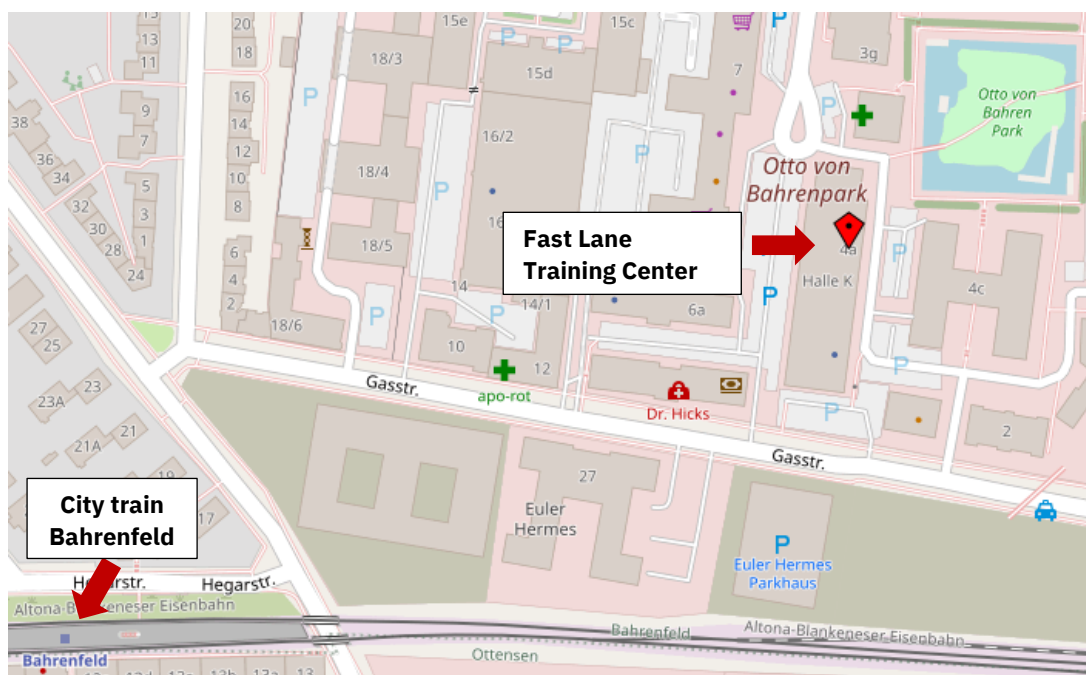 15e
15c
20
18
13
11
18/3
15d
7
3g
P
P
P
P
P
Otto von
Bahren
Park
16
14
12
10
8
9
7
38
36
34
16/2
18/4
P
P
Otto von
Bahrenpark
5
3
1
32
30
28
24
18/5
Fast Lane
Training Center
4a
P
Halle K
4c
6
4
2
14
14/1
P
P
6a
P
18/6
27
25
10
12
P
Gasstr.
apo-rot
Dr. Hicks
P
23
23A
21
21A
Gasstr.
2
19
17
27
City train
Bahrenfeld
Euler
Hermes
P
Euler Hermes
Parkhaus
Hegarstr.
Altona-Blankeneser Eisenbahn
Bahrenfeld
Altona-Blankeneser Eisenbahn
Bahrenfeld
Ottensen
13